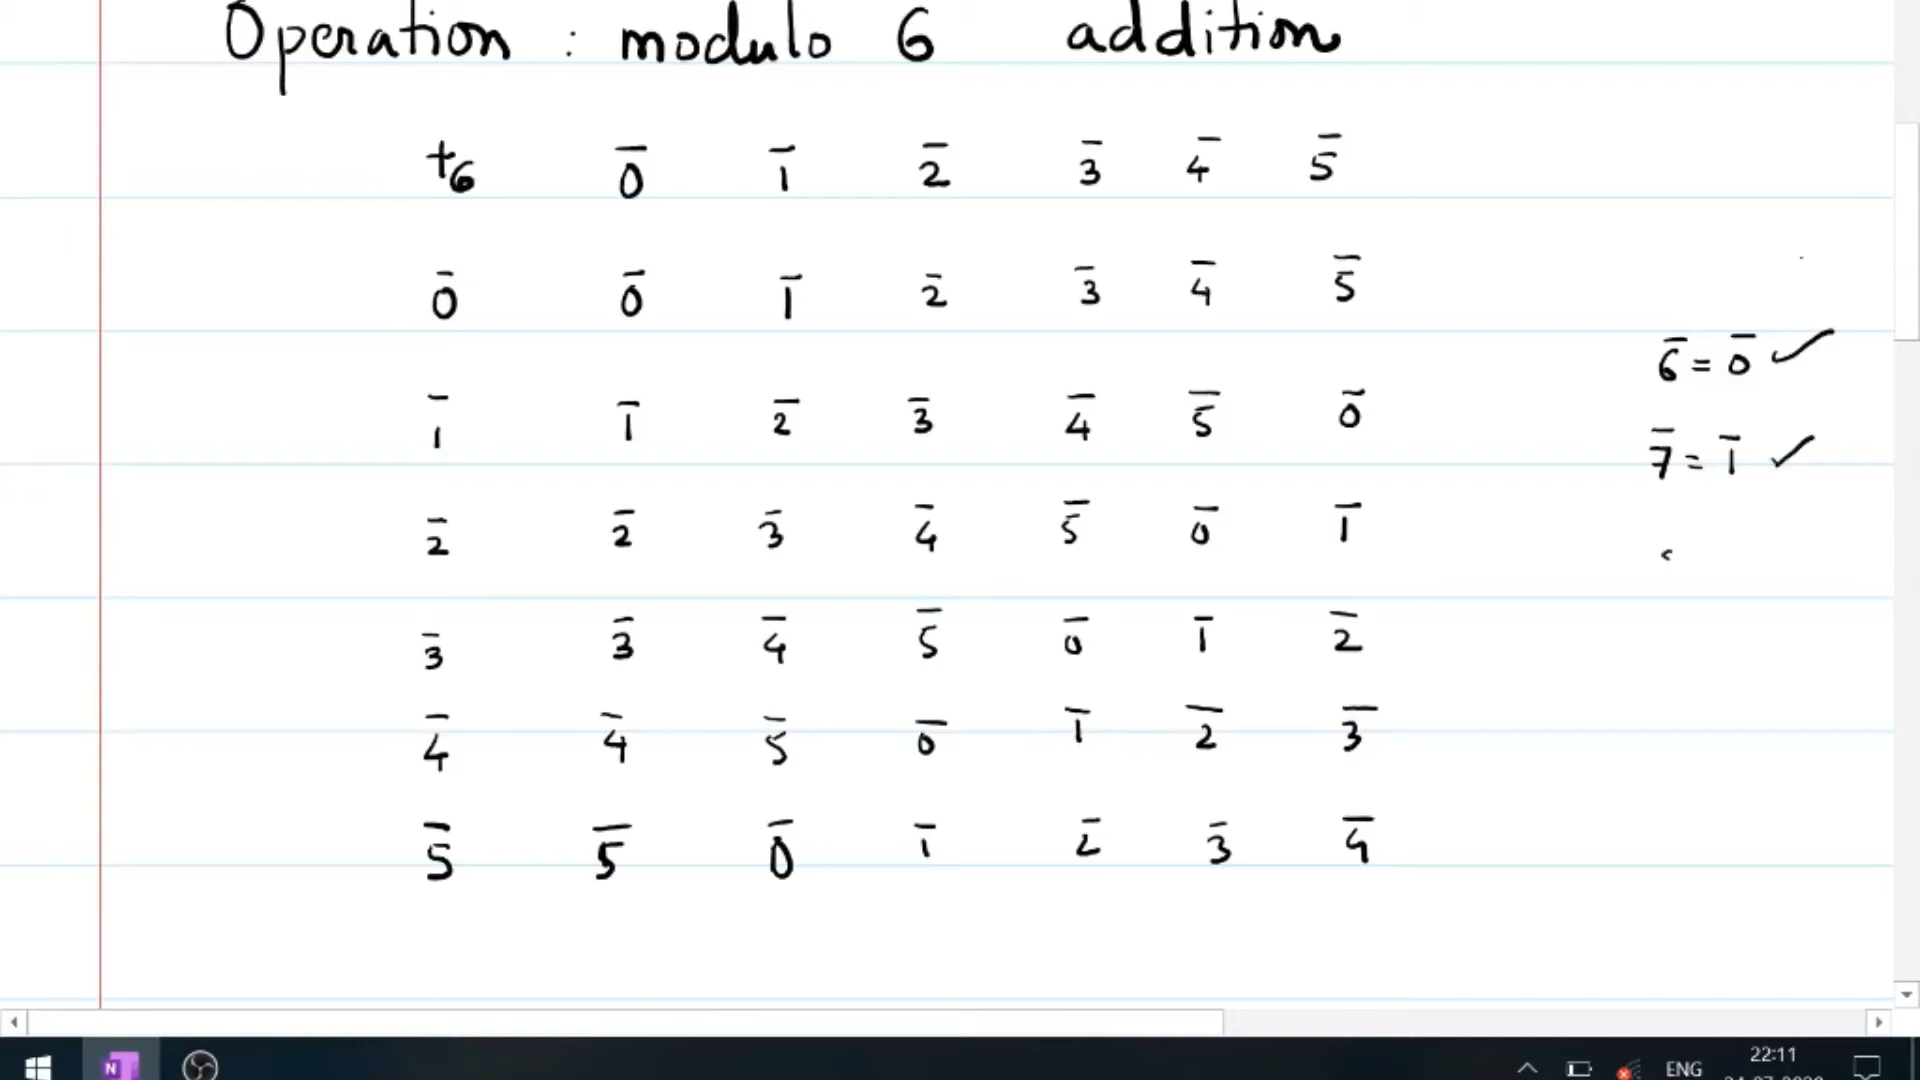 Operation : modulo 6 addition
+₆ 0̅ 1̅ 2̅ 3̅ 4̅ 5̅
0̅ 0̅ 1̅ 2̅ 3̅ 4̅ 5̅
6̅ = 0̅ ✓
1̅ 1̅ 2̅ 3̅ 4̅ 5̅ 0̅
7̅ = 1̅ ✓
2̅ 2̅ 3̅ 4̅ 5̅ 0̅ 1̅
3̅ 3̅ 4̅ 5̅ 0̅ 1̅ 2̅
4̅ 4̅ 5̅ 0̅ 1̅ 2̅ 3̅
5̅ 5̅ 0̅ 1̅ 2̅ 3̅ 4̅
N ENG 22:11